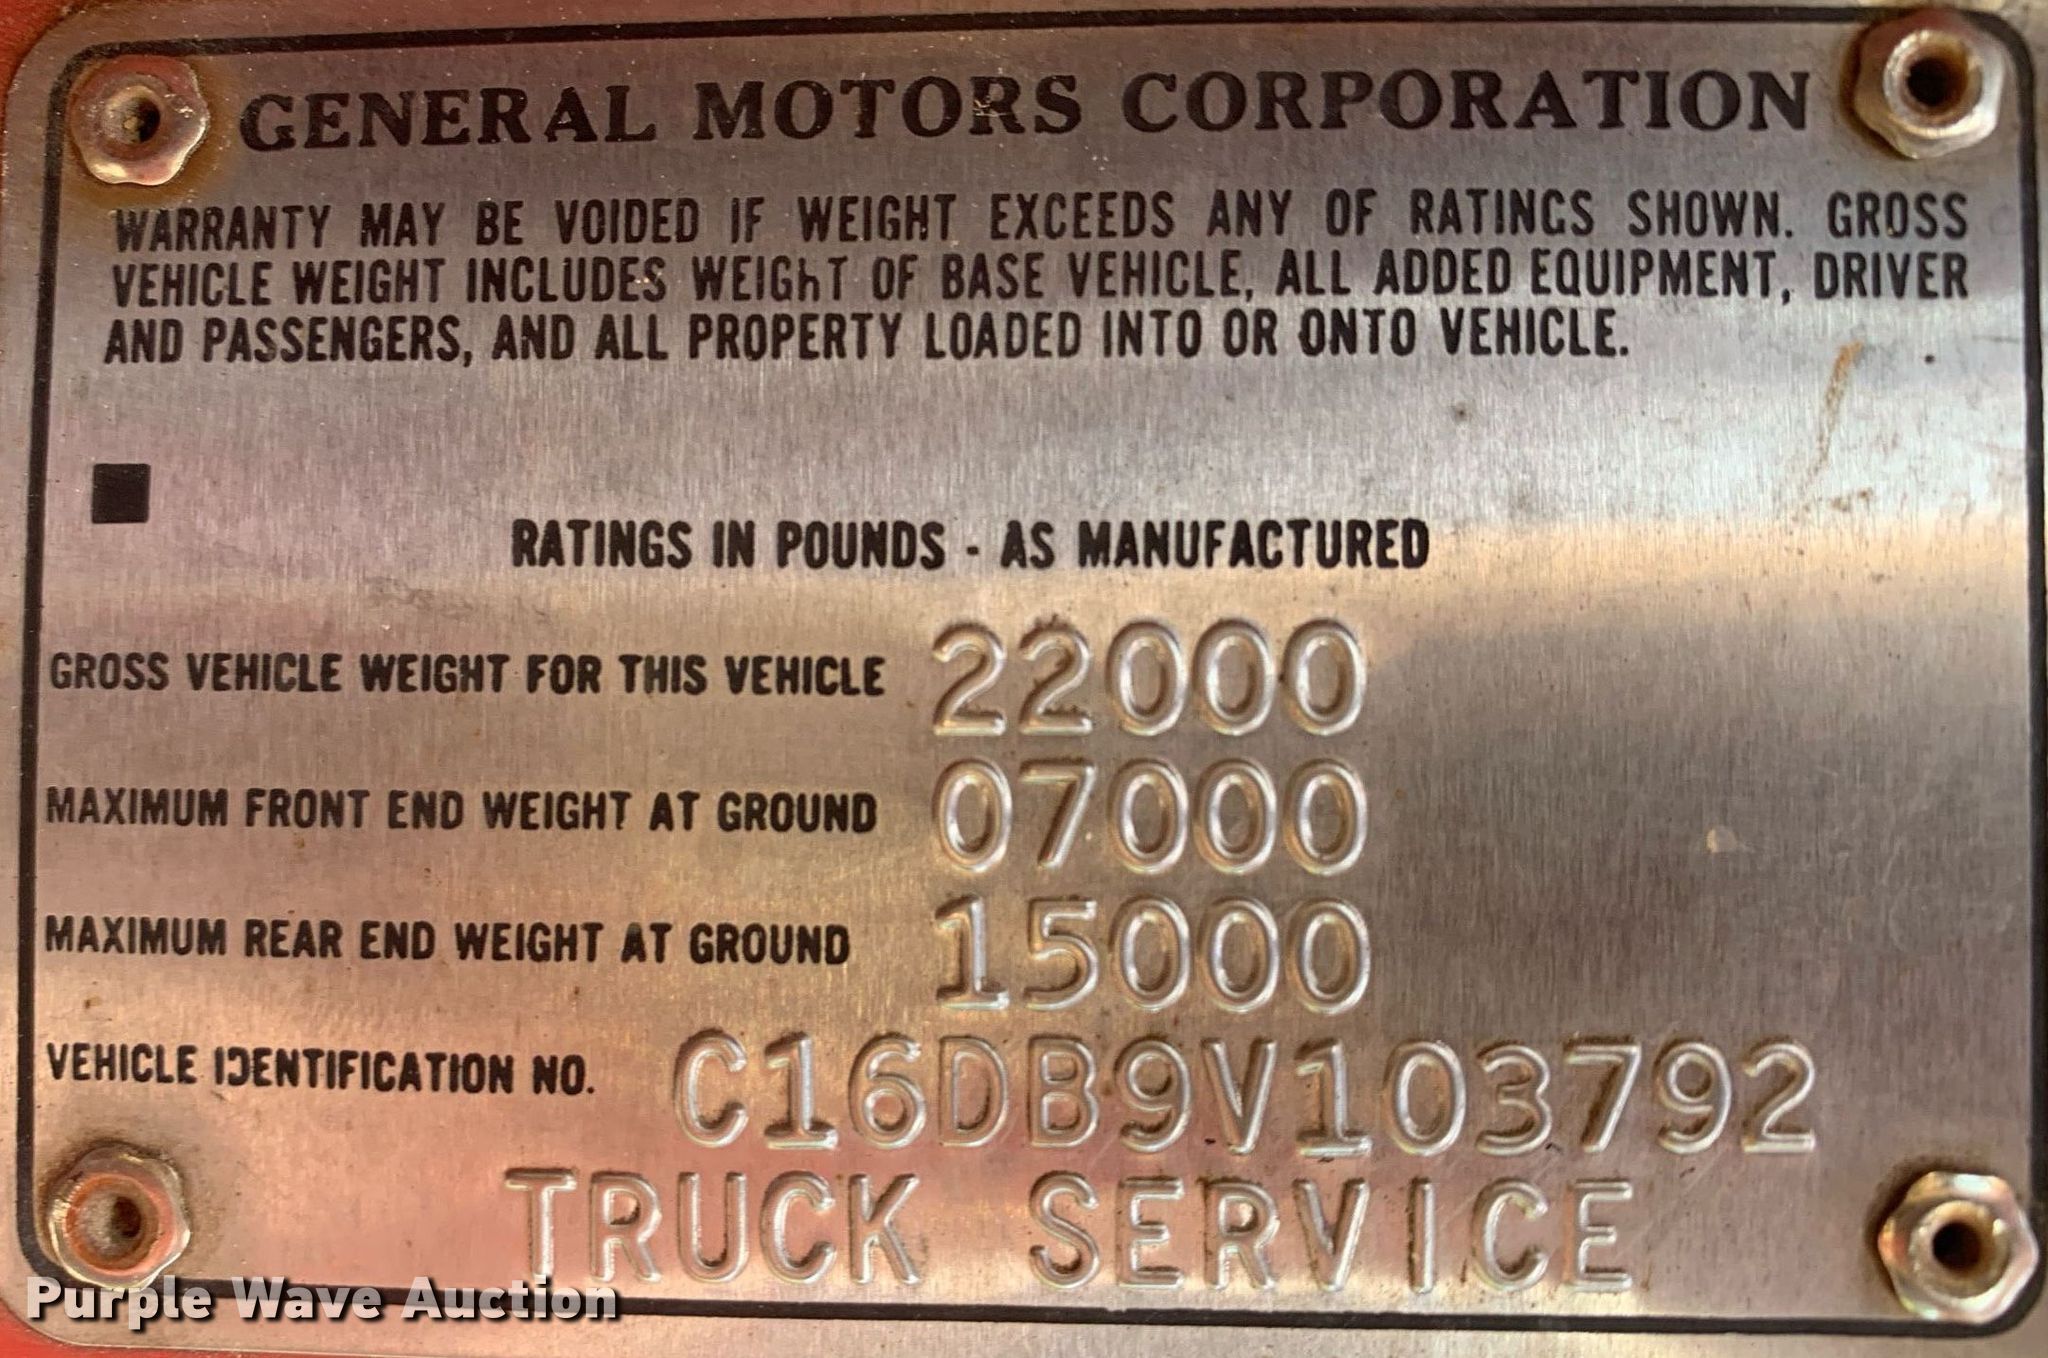 GENERAL MOTORS CORPORATION
WARRANTY MAY BE VOIDED IF WEIGHT EXCEEDS ANY OF RATINGS SHOWN. GROSS
VEHICLE WEIGHT INCLUDES WEIGhT OF BASE VEHICLE, ALL ADDED EQUIPMENT, DRIVER
AND PASSENGERS, AND ALL PROPERTY LOADED INTO OR ONTO VEHICLE.
RATINGS IN POUNDS - AS MANUFACTURED
GROSS VEHICLE WEIGHT FOR THIS VEHICLE 22000
MAXIMUM FRONT END WEIGHT AT GROUND 07000
MAXIMUM REAR END WEIGHT AT GROUND 15000
VEHICLE IDENTIFICATION NO. C16DB9V103792
TRUCK SERVICE
Purple Wave Auction